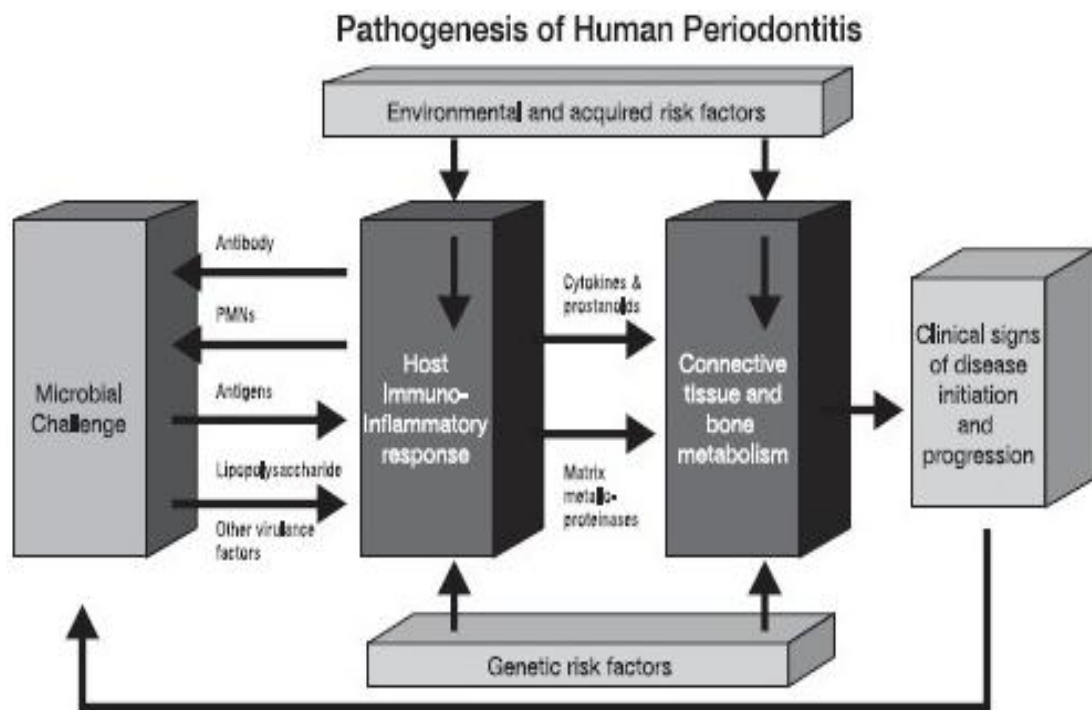 Pathogenesis of Human Periodontitis
Environmental and acquired risk factors
Microbial
Challenge
Antibody
PMNs
Antigens
Lipopolysaccharide
Other virulance
factors
Host
Immuno-
Inflammatory
response
Cytokines &
prostanoids
Matrix
metallo-
proteinases
Connective
tissue and
bone
metabolism
Clinical signs
of disease
initiation
and
progression
Genetic risk factors